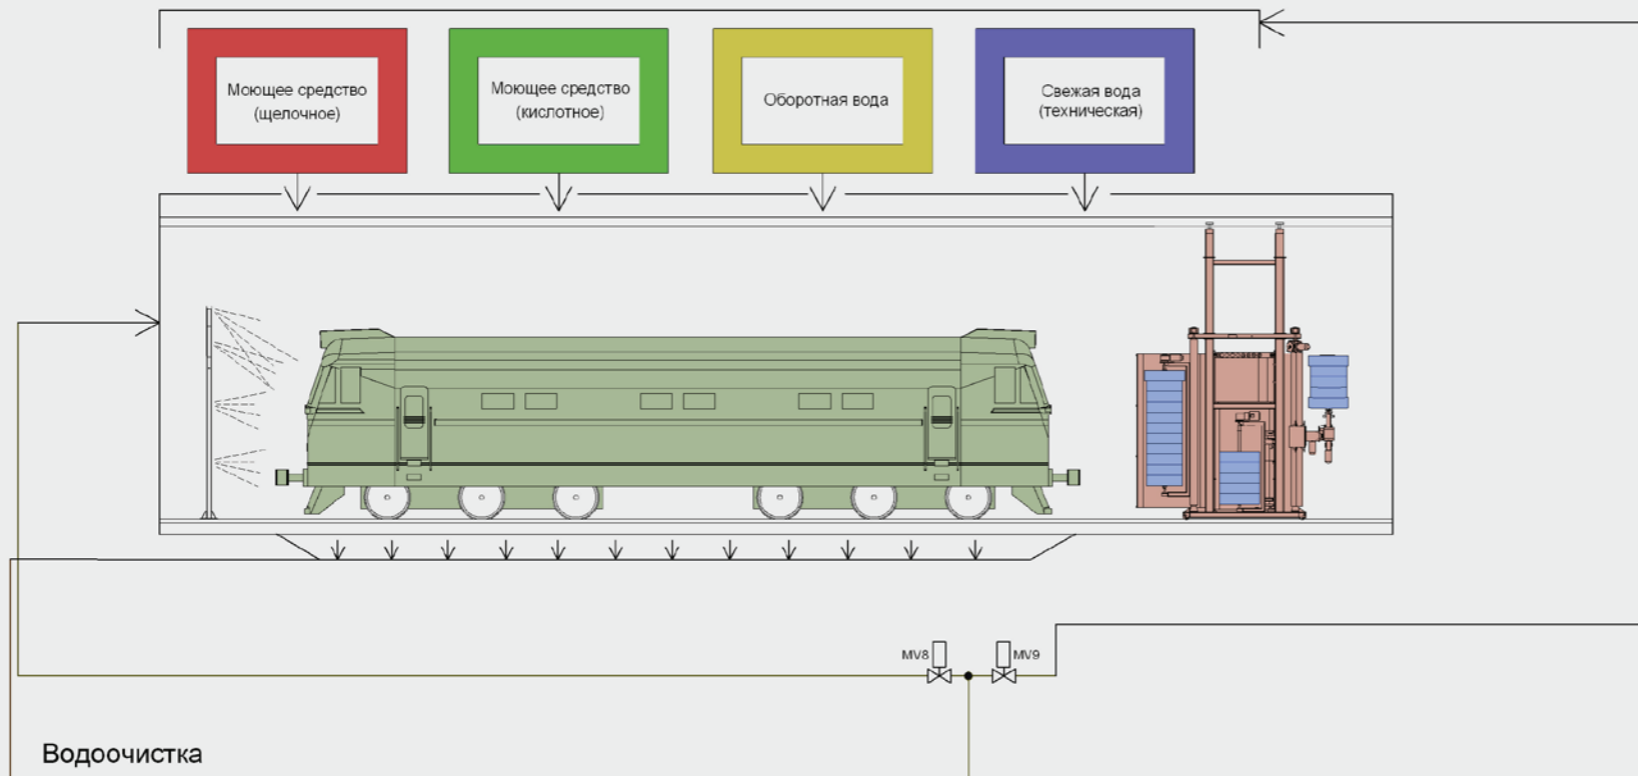 Моющее средство
(щелочное)
Моющее средство
(кислотное)
Оборотная вода
Свежая вода
(техническая)
MV8
MV9
Водоочистка